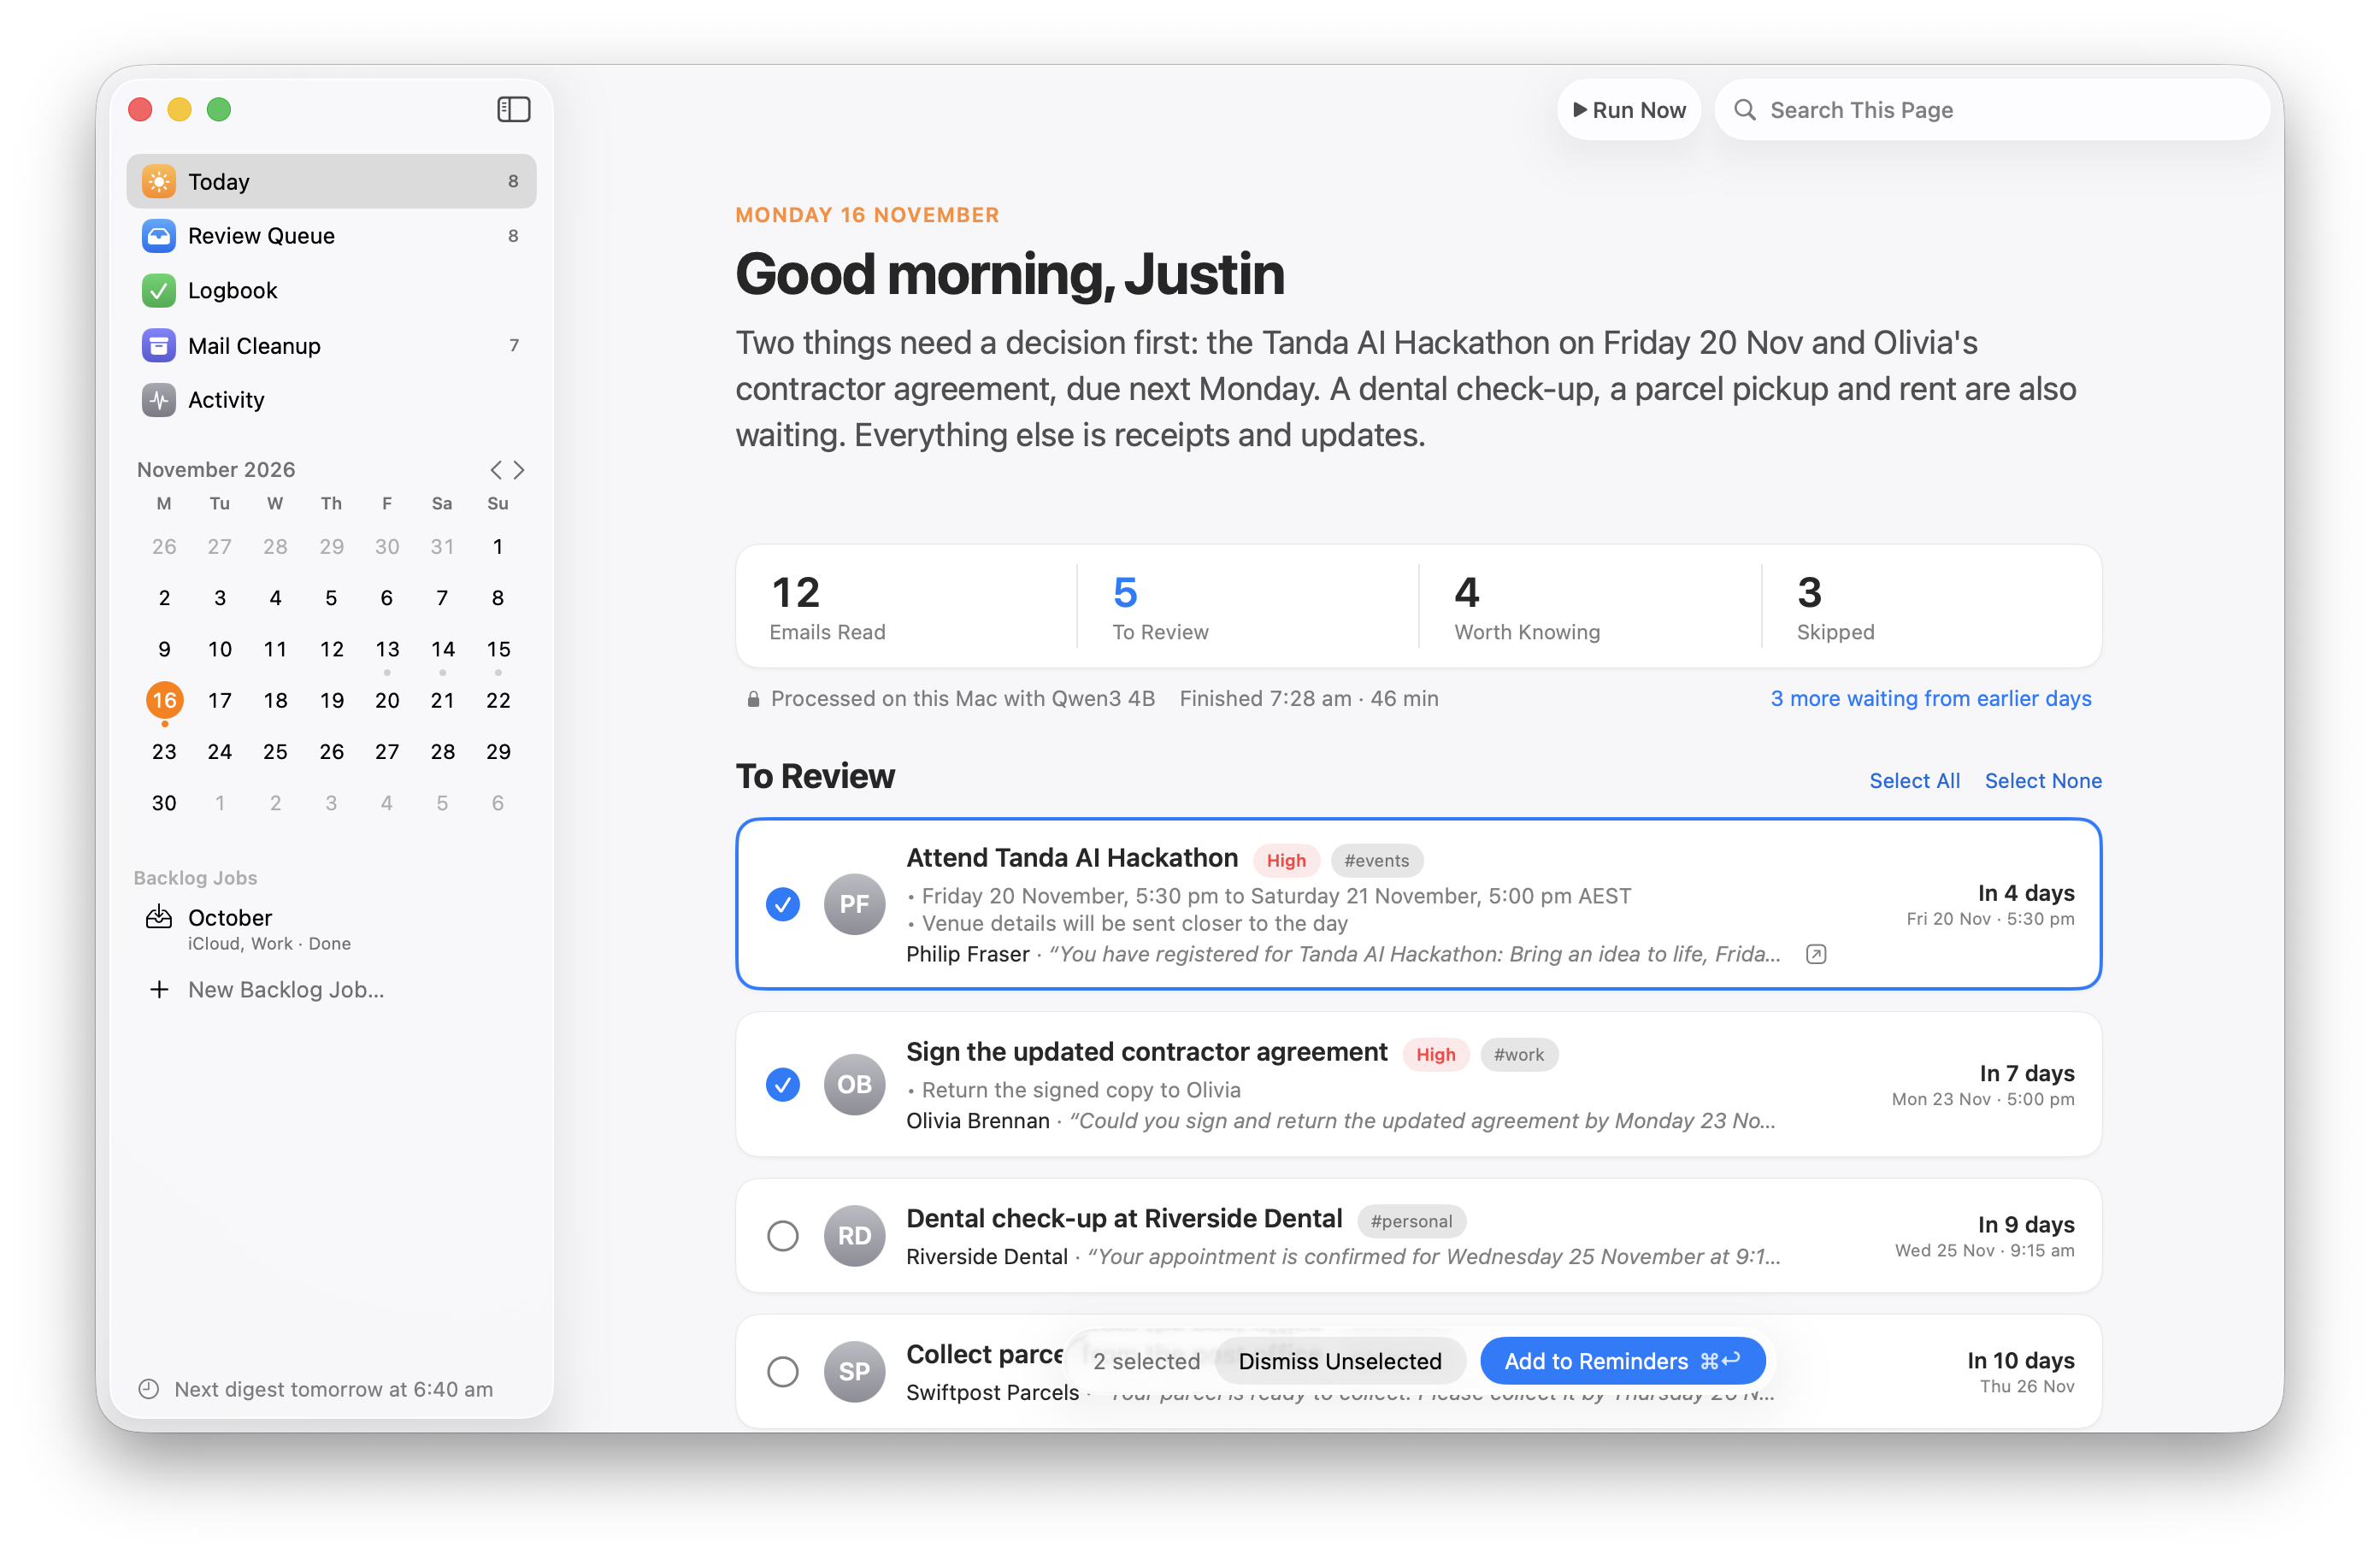 Today 8
Review Queue 8
Logbook
Mail Cleanup 7
Activity
November 2026
M Tu W Th F Sa Su
26 27 28 29 30 31 1
2 3 4 5 6 7 8
9 10 11 12 13 14 15
16 17 18 19 20 21 22
23 24 25 26 27 28 29
30 1 2 3 4 5 6
Backlog Jobs
October
iCloud, Work · Done
New Backlog Job...
Next digest tomorrow at 6:40 am
Run Now
Search This Page
MONDAY 16 NOVEMBER
Good morning, Justin
Two things need a decision first: the Tanda AI Hackathon on Friday 20 Nov and Olivia's
contractor agreement, due next Monday. A dental check-up, a parcel pickup and rent are also
waiting. Everything else is receipts and updates.
12 5 4 3
Emails Read To Review Worth Knowing Skipped
Processed on this Mac with Qwen3 4B Finished 7:28 am · 46 min 3 more waiting from earlier days
To Review Select All Select None
Attend Tanda AI Hackathon High #events
• Friday 20 November, 5:30 pm to Saturday 21 November, 5:00 pm AEST
• Venue details will be sent closer to the day
Philip Fraser · “You have registered for Tanda AI Hackathon: Bring an idea to life, Frida...
PF
In 4 days
Fri 20 Nov · 5:30 pm
Sign the updated contractor agreement High #work
• Return the signed copy to Olivia
Olivia Brennan · “Could you sign and return the updated agreement by Monday 23 No...
OB
In 7 days
Mon 23 Nov · 5:00 pm
Dental check-up at Riverside Dental #personal
Riverside Dental · “Your appointment is confirmed for Wednesday 25 November at 9:1...
RD
In 9 days
Wed 25 Nov · 9:15 am
Collect parce
Swiftpost Parcels · “Your parcel is ready to collect. Please collect it by Thursday 26 N...
SP
In 10 days
Thu 26 Nov
2 selected Dismiss Unselected Add to Reminders ⌘↩